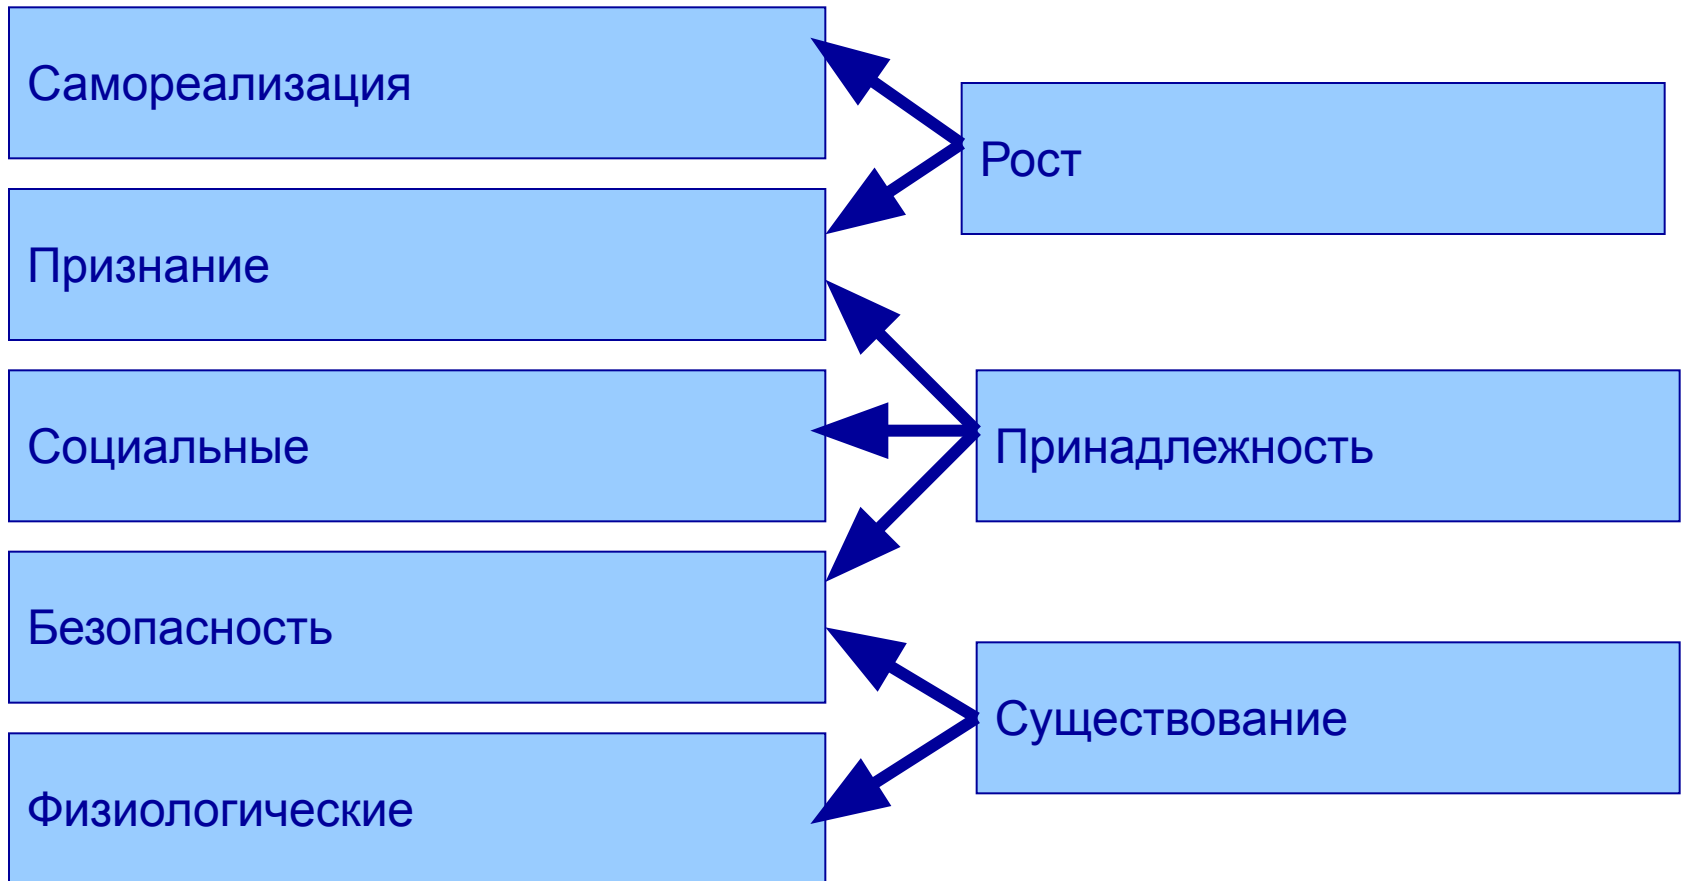 Самореализация
Признание
Социальные
Безопасность
Физиологические
Рост
Принадлежность
Существование